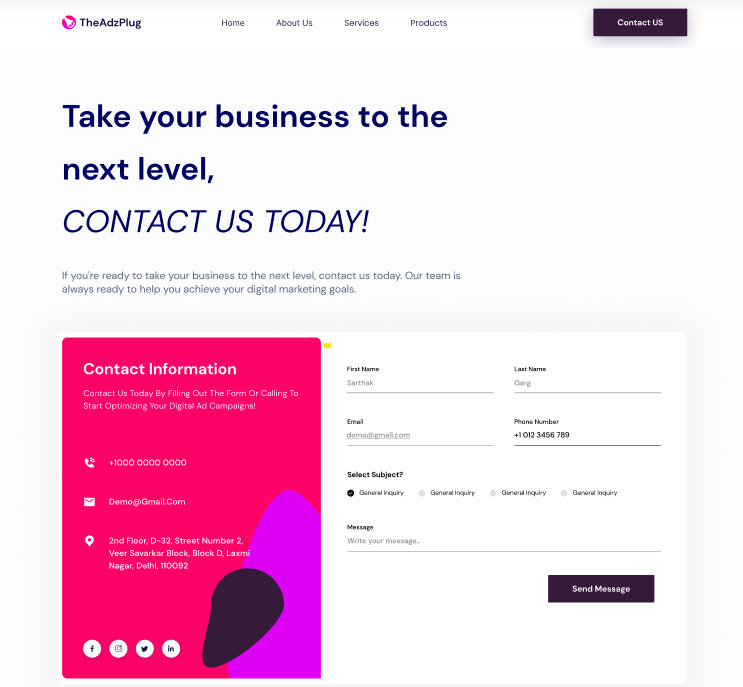 TheAdzPlug
Home
About Us
Services
Products
Contact US
Take your business to the
next level,
CONTACT US TODAY!
If you're ready to take your business to the next level, contact us today. Our team is
always ready to help you achieve your digital marketing goals.
Contact Information
Contact Us Today By Filling Out The Form Or Calling To
Start Optimizing Your Digital Ad Campaigns!
+1000 0000 0000
Demo@Gmail.Com
2nd Floor, D-32, Street Number 2,
Veer Savarkar Block, Block D, Laxmi
Nagar, Delhi, 110092
First Name
Sarthak
Last Name
Garg
Email
demo@gmail.com
Phone Number
+1 012 3456 789
Select Subject?
General Inquiry
General Inquiry
General Inquiry
General Inquiry
Message
Write your message..
Send Message